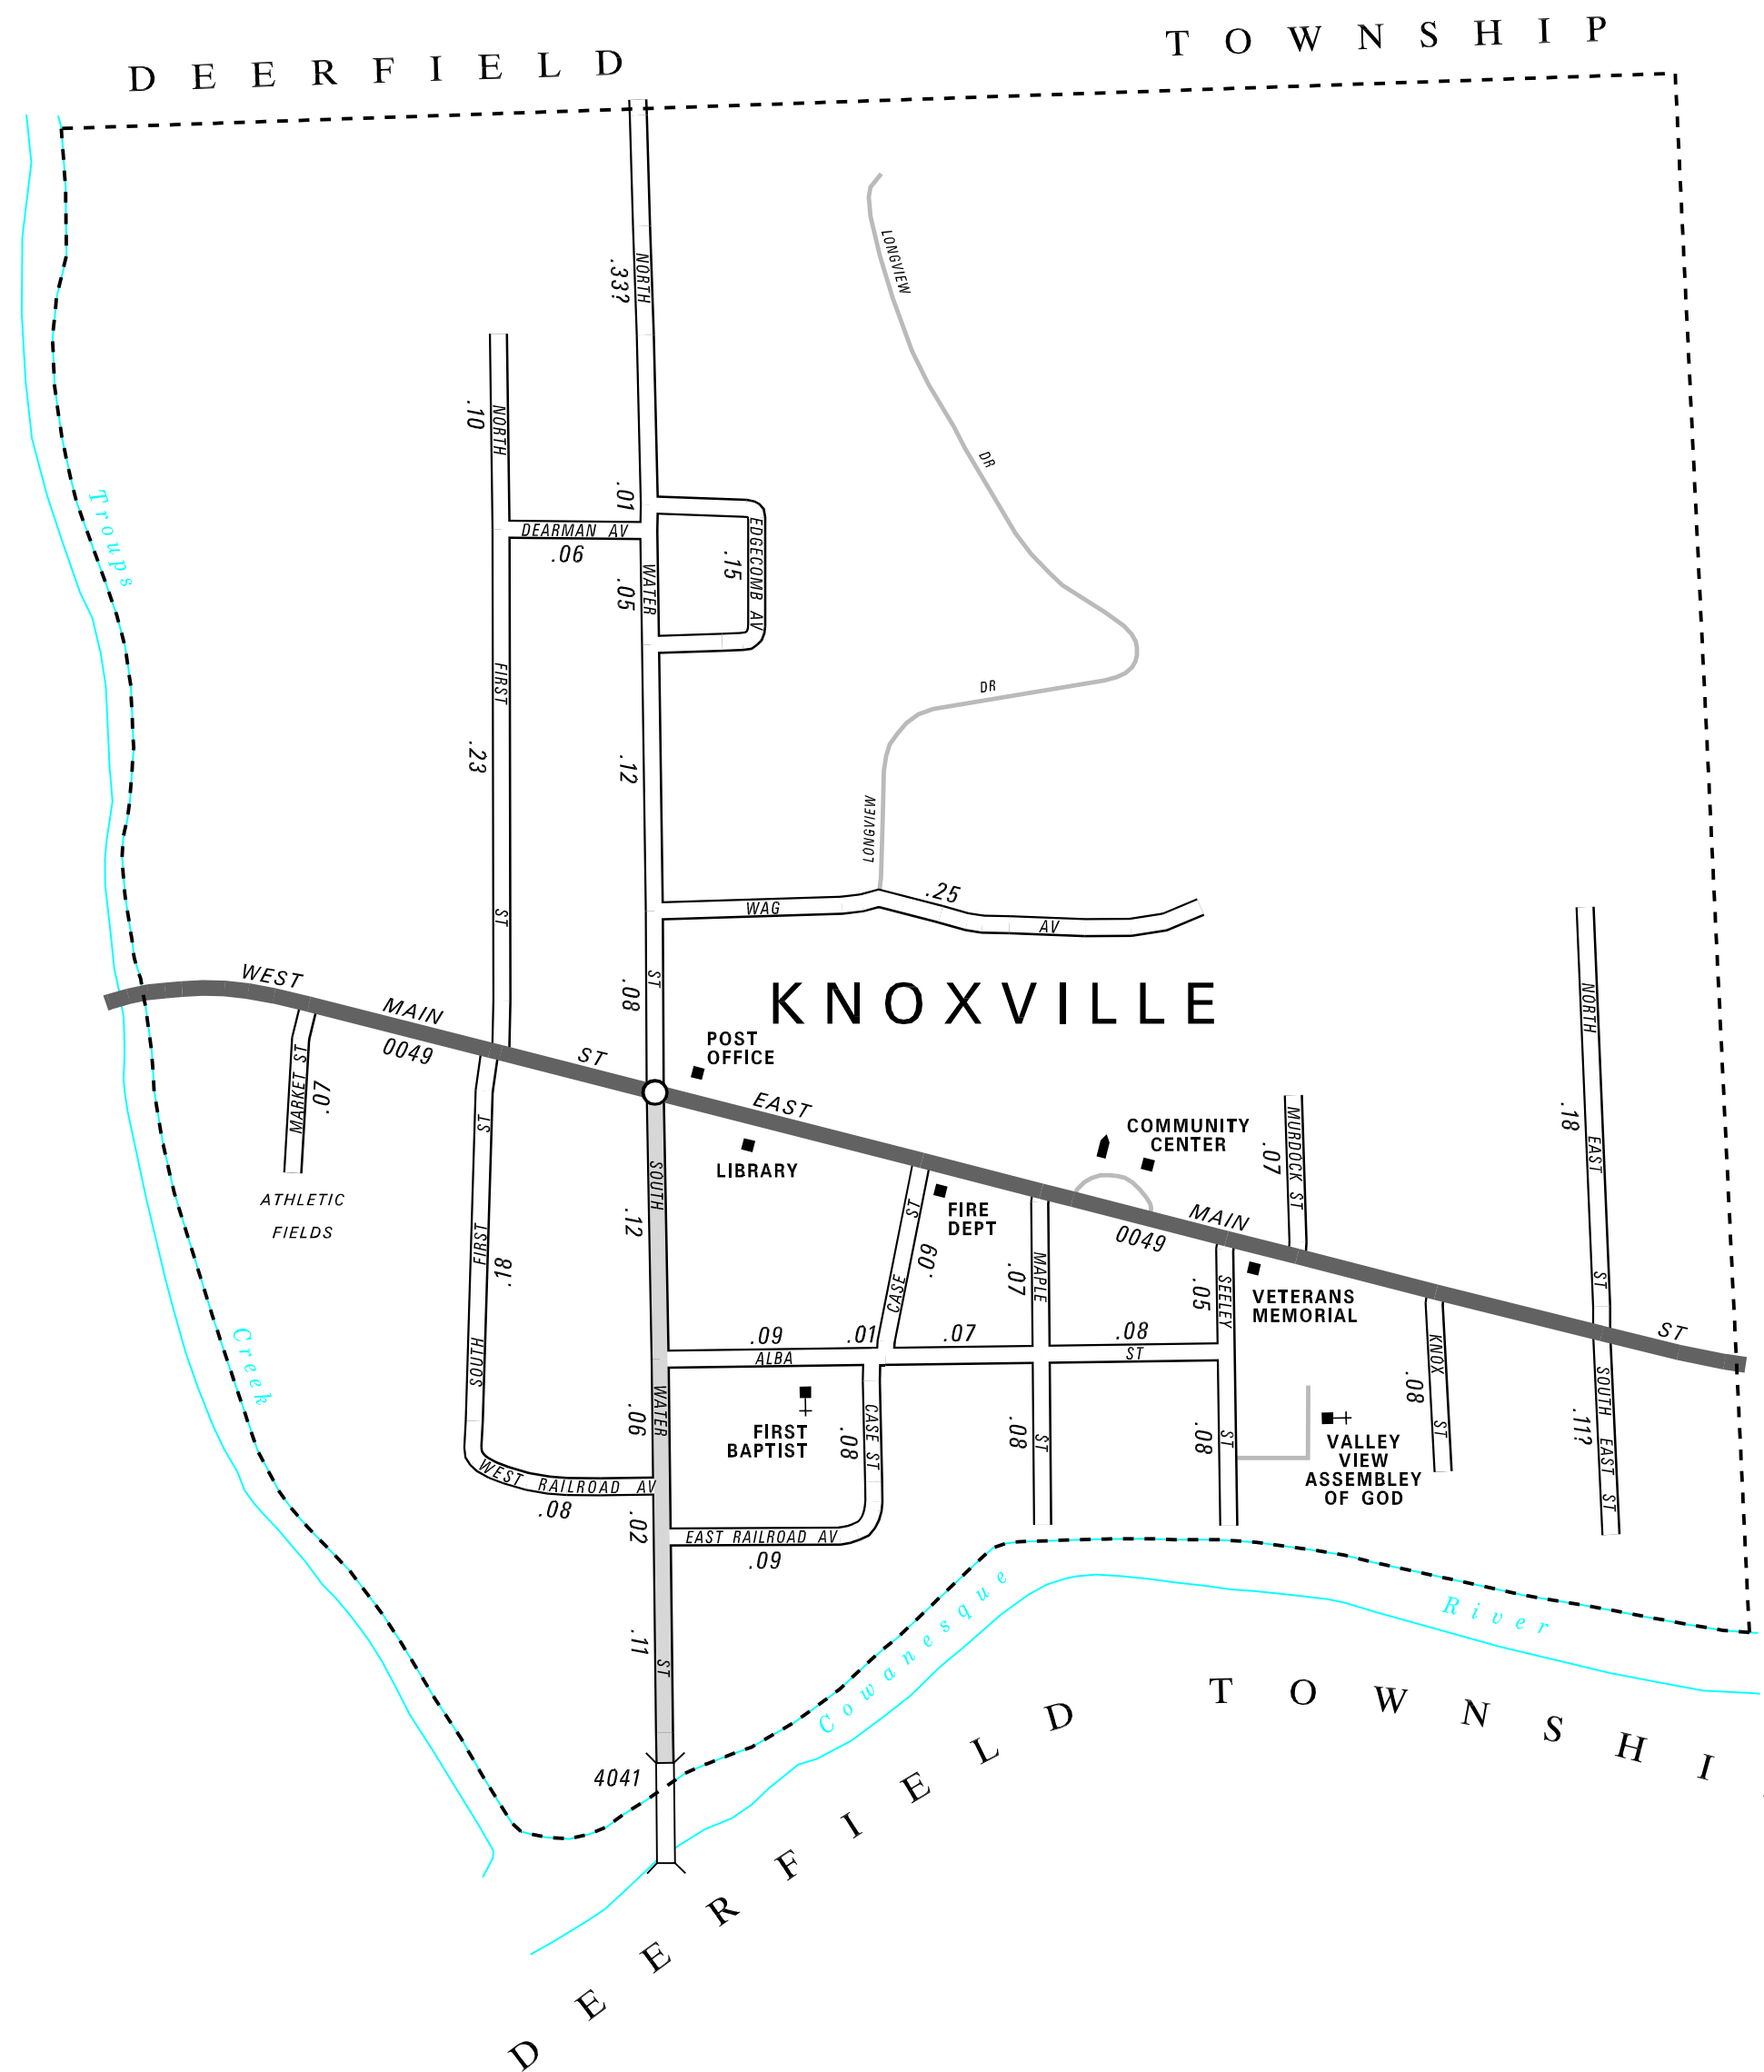 DEERFIELD TOWNSHIP
LONGVIEW
DR
DR
LONGVIEW
NORTH
.33?
NORTH
.10
.01
DEARMAN AV
.06
WATER
.05
EDGECOMB AV
.15
Troups
FIRST
.23
.12
ST
WAG
.25
AV
ST
.08
KNOXVILLE
WEST
MAIN
0049
ST
POST
OFFICE
EAST
LIBRARY
MARKET ST
.07
ATHLETIC
FIELDS
ST
FIRST
.18
SOUTH
SOUTH
.12
COMMUNITY
CENTER
FIRE
DEPT
MAIN
0049
MURDOCK ST
.07
NORTH
.18
EAST
ST
ST
CASE
.09
MAPLE
.07
SEELEY
.05
VETERANS
MEMORIAL
ST
.09
.01
.07
.08
ALBA
ST
KNOX
.08
ST
SOUTH
.11?
EAST
ST
Creek
WATER
.06
FIRST
BAPTIST
CASE ST
.08
ST
.08
ST
.08
VALLEY
VIEW
ASSEMBLEY
OF GOD
WEST RAILROAD AV
.08
.02
EAST RAILROAD AV
.09
.11
ST
Cowanesque
River
4041
DEERFIELD TOWNSHI